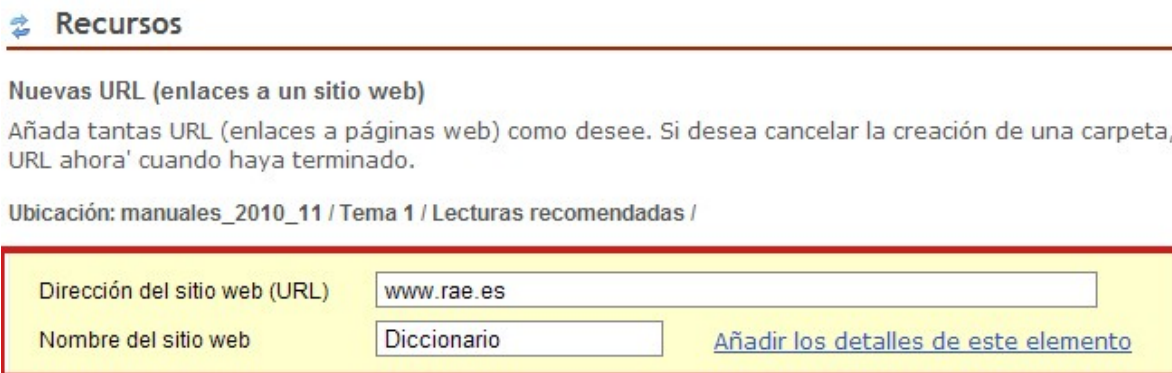 Recursos
Nuevas URL (enlaces a un sitio web)
Añada tantas URL (enlaces a páginas web) como desee. Si desea cancelar la creación de una carpeta,
URL ahora' cuando haya terminado.
Ubicación: manuales_2010_11 / Tema 1 / Lecturas recomendadas /
Dirección del sitio web (URL) www.rae.es
Nombre del sitio web Diccionario Añadir los detalles de este elemento